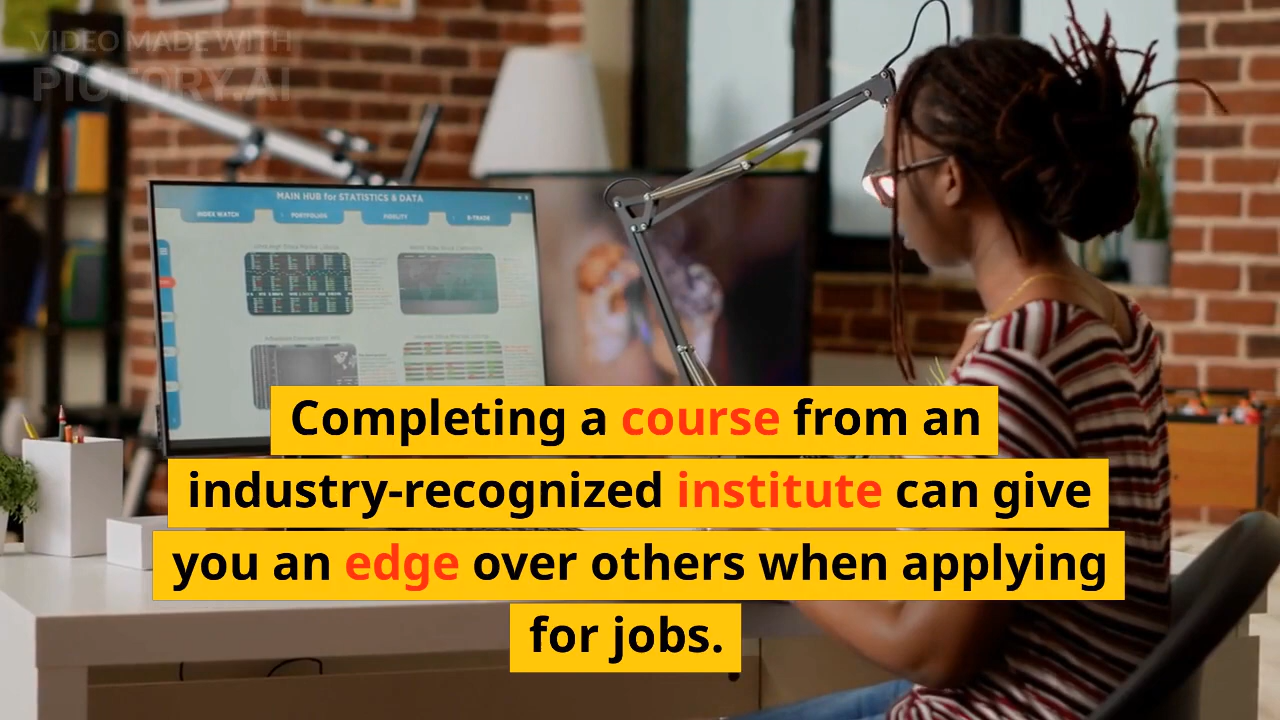 VIDEO MADE WITH
PICTORY.AI
MAIN HUB for STATISTICS & DATA
INDEX WATCH
PORTFOLIOS
FIDELITY
E-TRADE
Completing a course from an
industry-recognized institute can give
you an edge over others when applying
for jobs.